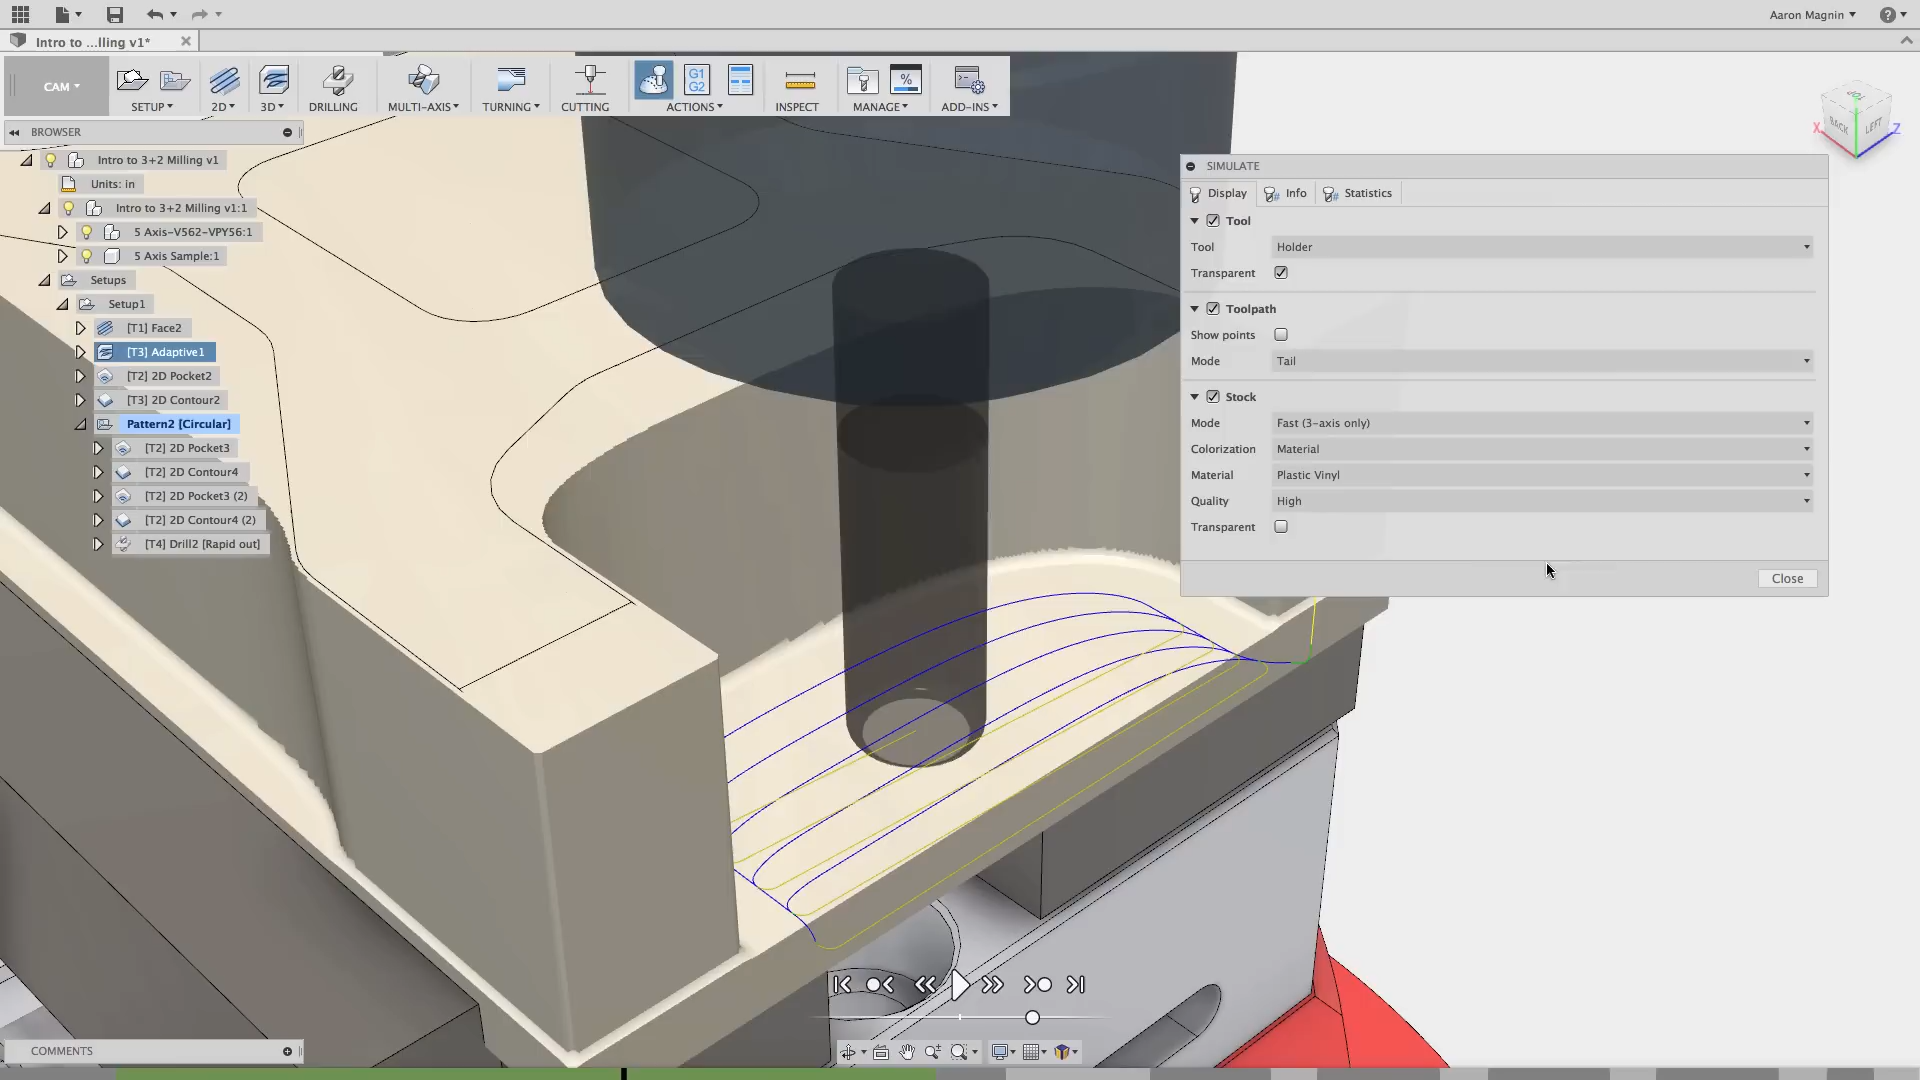 Aaron Magnin
Intro to ...lling v1*
CAM
SETUP
2D
3D
DRILLING
MULTI-AXIS
TURNING
CUTTING
G1
G2
ACTIONS
INSPECT
MANAGE
ADD-INS
BROWSER
Intro to 3+2 Milling v1
Units: in
Intro to 3+2 Milling v1:1
5 Axis-V562-VPY56:1
5 Axis Sample:1
Setups
Setup1
[T1] Face2
[T3] Adaptive1
[T2] 2D Pocket2
[T3] 2D Contour2
Pattern2 [Circular]
[T2] 2D Pocket3
[T2] 2D Contour4
[T2] 2D Pocket3 (2)
[T2] 2D Contour4 (2)
[T4] Drill2 [Rapid out]
X
BACK
LEFT
Z
SIMULATE
Display Info Statistics
Tool
Tool Holder
Transparent
Toolpath
Show points
Mode Tail
Stock
Mode Fast (3-axis only)
Colorization Material
Material Plastic Vinyl
Quality High
Transparent
Close
COMMENTS